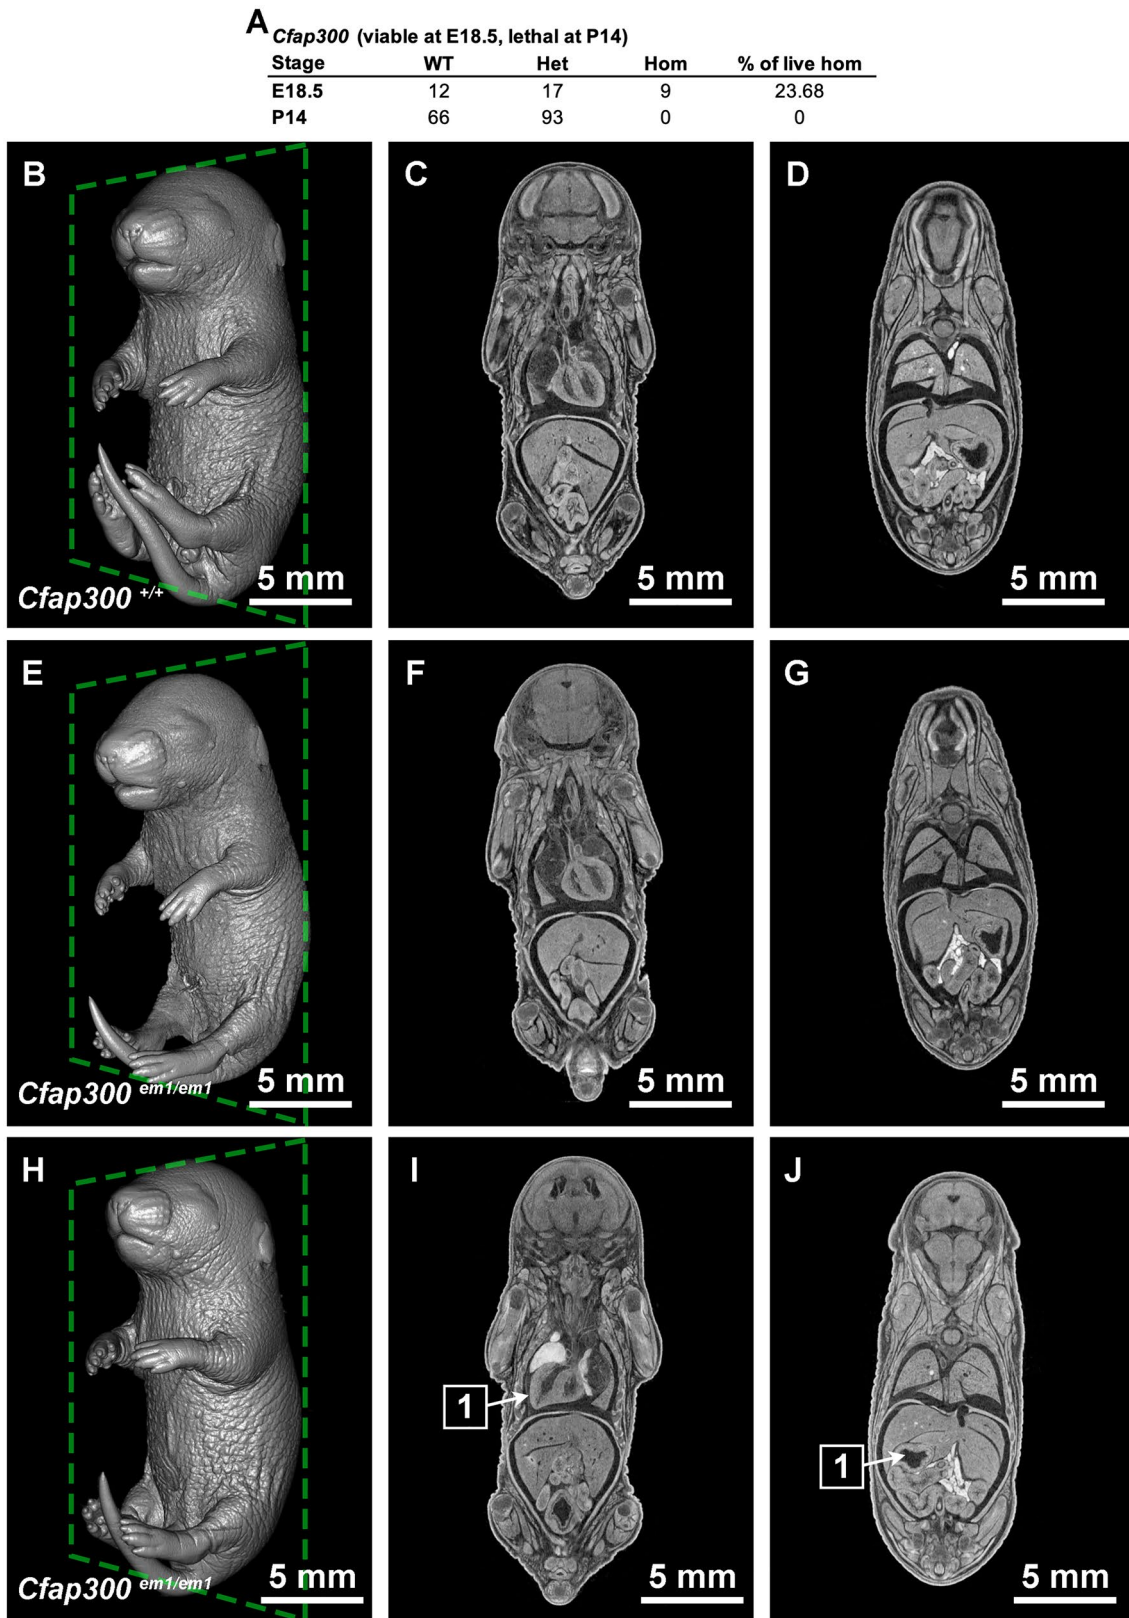 A
Cfap300 (viable at E18.5, lethal at P14)
Stage WT Het Hom % of live hom
E18.5 12 17 9 23.68
P14 66 93 0 0
B C D
Cfap300 +/+ 5 mm 5 mm 5 mm
E F G
Cfap300 em1/em1 5 mm 5 mm 5 mm
H I J
1 1
Cfap300 em1/em1 5 mm 5 mm 5 mm